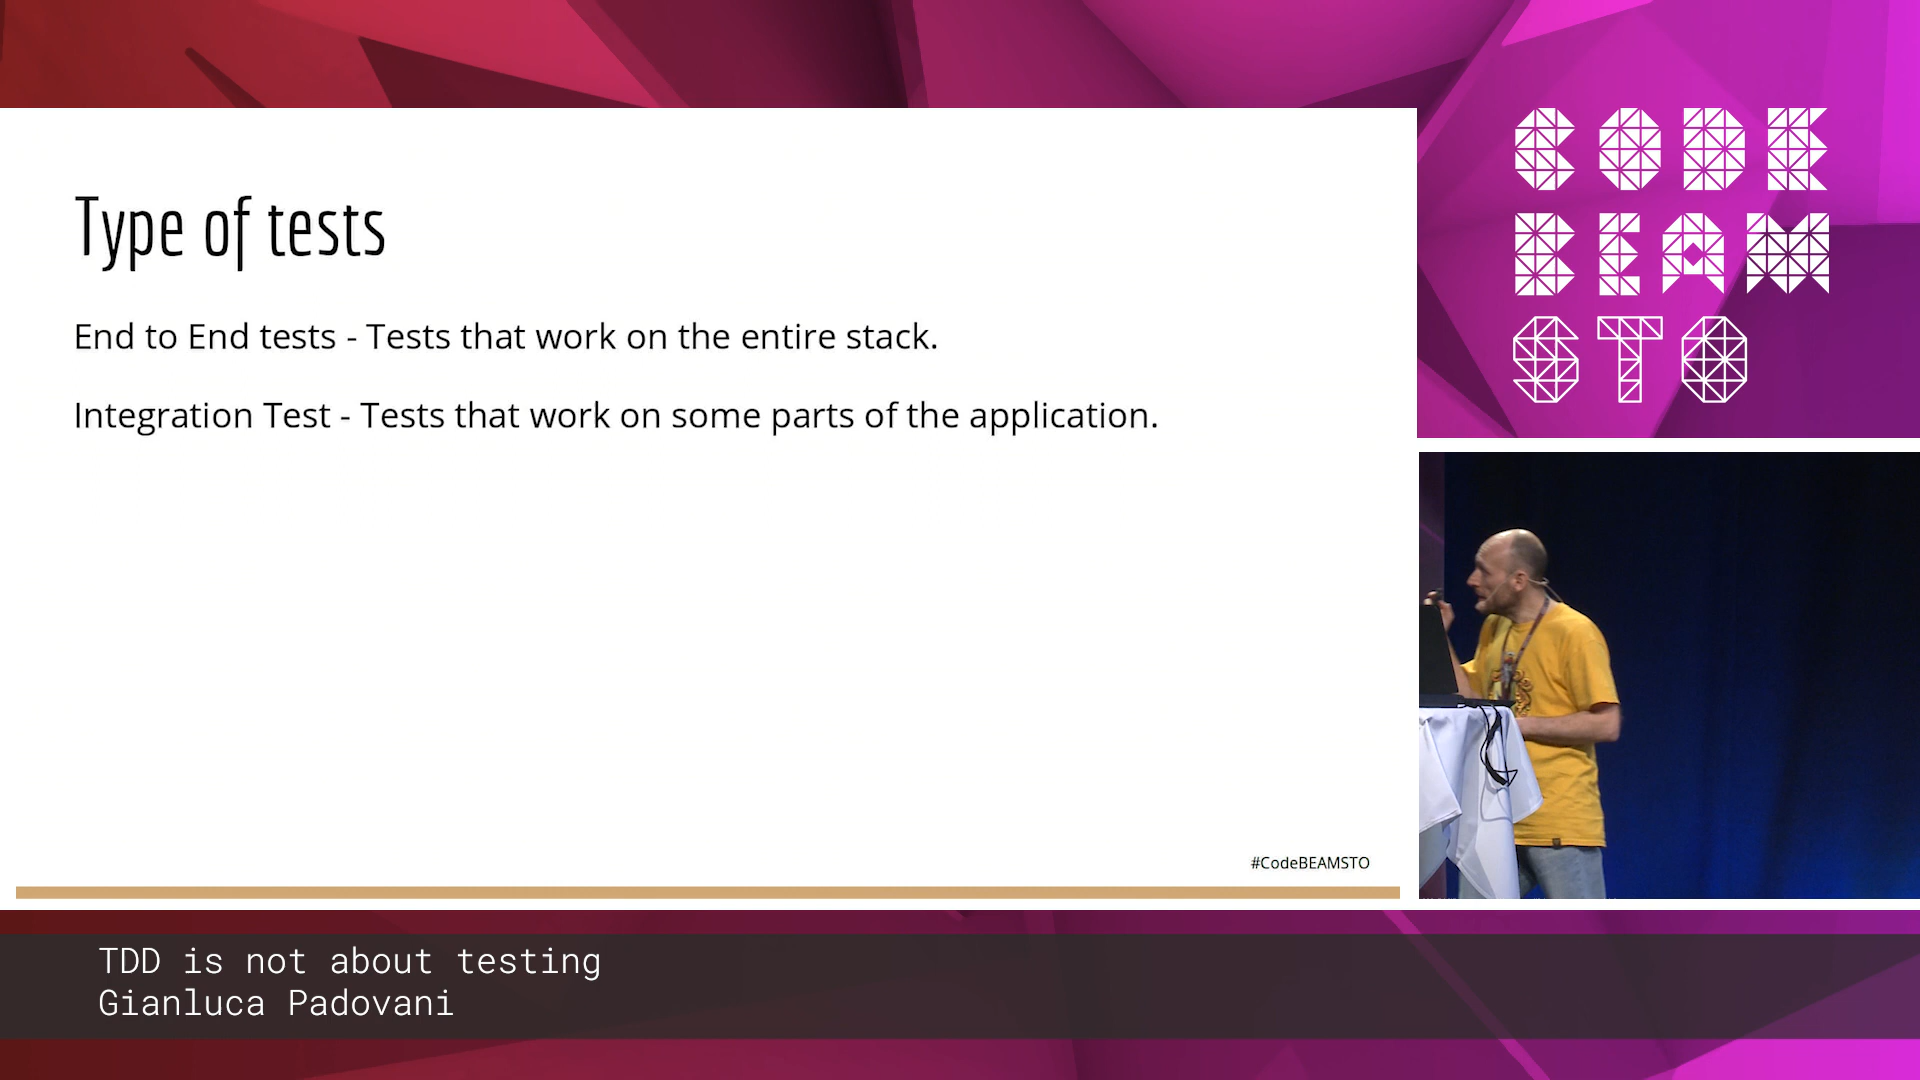 Type of tests
End to End tests - Tests that work on the entire stack.
Integration Test - Tests that work on some parts of the application.
#CodeBEAMSTO
CODE
BEAM
STO
TDD is not about testing
Gianluca Padovani